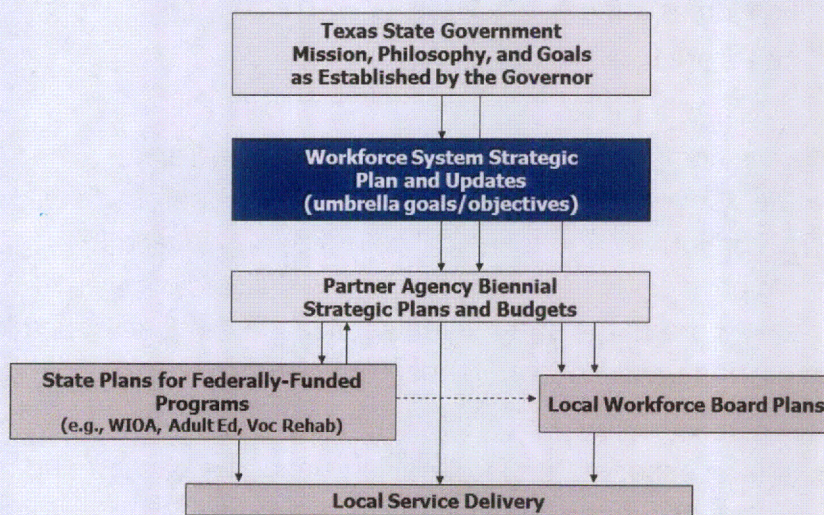 Texas State Government
Mission, Philosophy, and Goals
as Established by the Governor
Workforce System Strategic
Plan and Updates
(umbrella goals/objectives)
Partner Agency Biennial
Strategic Plans and Budgets
State Plans for Federally-Funded
Programs
(e.g., WIOA, Adult Ed, Voc Rehab)
Local Workforce Board Plans
Local Service Delivery